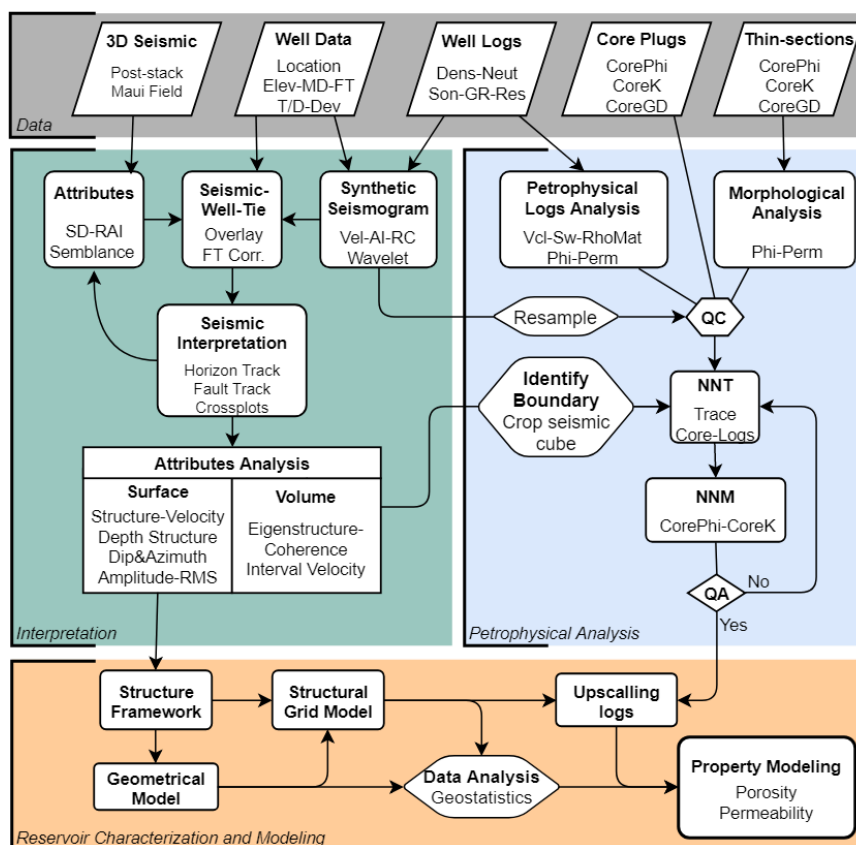 3D Seismic
Post-stack
Maui Field
Well Data
Location
Elev-MD-FT
T/D-Dev
Well Logs
Dens-Neut
Son-GR-Res
Core Plugs
CorePhi
CoreK
CoreGD
Thin-sections
CorePhi
CoreK
CoreGD
Data
Attributes
SD-RAI
Semblance
Seismic-
Well-Tie
Overlay
FT Corr.
Synthetic
Seismogram
Vel-AI-RC
Wavelet
Petrophysical
Logs Analysis
Vcl-Sw-RhoMat
Phi-Perm
Morphological
Analysis
Phi-Perm
Resample
QC
Seismic
Interpretation
Horizon Track
Fault Track
Crossplots
Identify
Boundary
Crop seismic
cube
NNT
Trace
Core-Logs
Attributes Analysis
Surface
Structure-Velocity
Depth Structure
Dip&Azimuth
Amplitude-RMS
Volume
Eigenstructure-
Coherence
Interval Velocity
NNM
CorePhi-CoreK
QA
No
Yes
Interpretation
Petrophysical Analysis
Structure
Framework
Structural
Grid Model
Upscalling
logs
Geometrical
Model
Data Analysis
Geostatistics
Property Modeling
Porosity
Permeability
Reservoir Characterization and Modeling